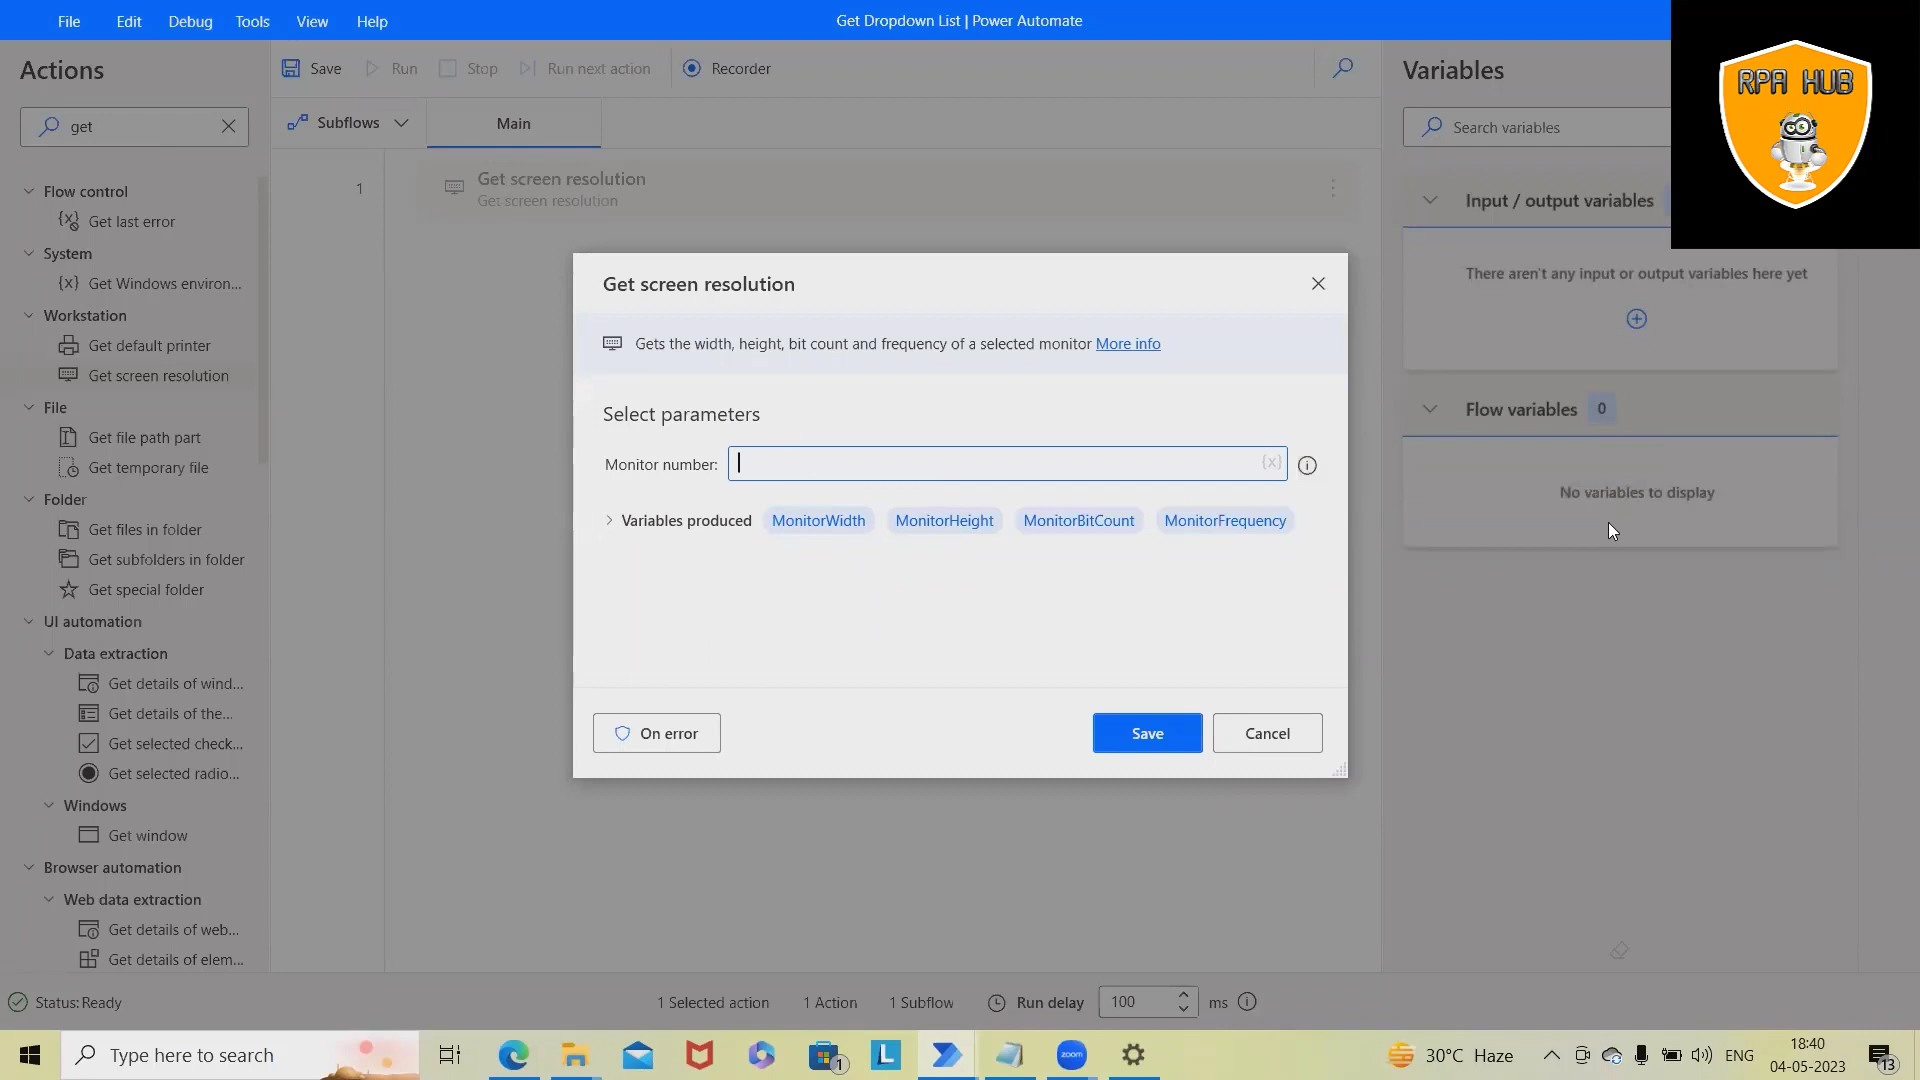 File Edit Debug Tools View Help
Get Dropdown List | Power Automate
RPA HUB
Actions
get
Flow control
Get last error
System
Get Windows environ...
Workstation
Get default printer
Get screen resolution
File
Get file path part
Get temporary file
Folder
Get files in folder
Get subfolders in folder
Get special folder
UI automation
Data extraction
Get details of wind...
Get details of the...
Get selected check...
Get selected radio...
Windows
Get window
Browser automation
Web data extraction
Get details of web...
Get details of elem...
Save Run Stop Run next action Recorder
Subflows Main
1
Get screen resolution
Get screen resolution
Get screen resolution
Gets the width, height, bit count and frequency of a selected monitor More info
Select parameters
Monitor number: {x}
Variables produced MonitorWidth MonitorHeight MonitorBitCount MonitorFrequency
On error Save Cancel
Variables
Search variables
Input / output variables
There aren't any input or output variables here yet
Flow variables 0
No variables to display
Status: Ready 1 Selected action 1 Action 1 Subflow Run delay 100 ms
Type here to search
1
L
zoom
30°C Haze
ENG
18:40
04-05-2023
13